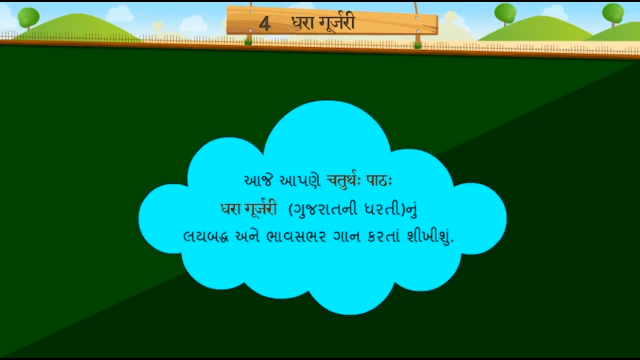 4 धरा गूर्जरी
આજે આપણે चतुर्थः पाठः
धरा गूर्जरी (ગુજરાતની ધરતી)નું
લયબદ્ધ અને ભાવસભર ગાન કરતાં શીખીશું.